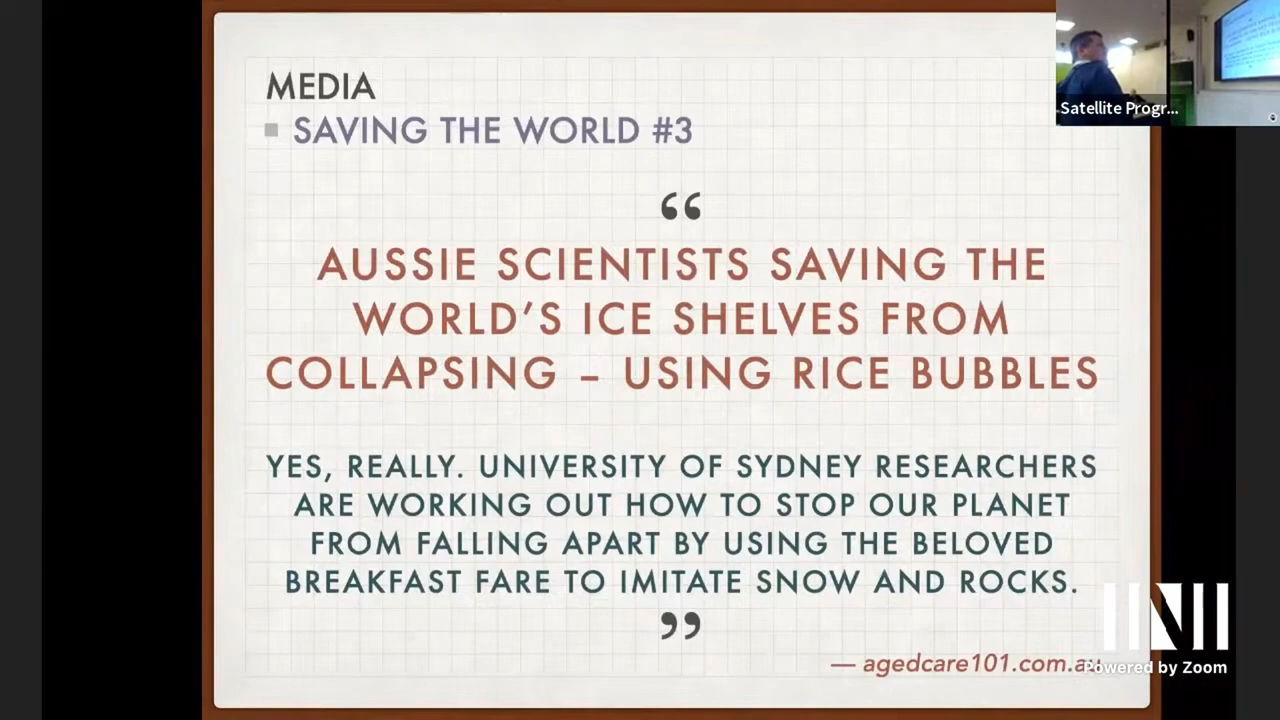 MEDIA
SAVING THE WORLD #3
“
AUSSIE SCIENTISTS SAVING THE
WORLD’S ICE SHELVES FROM
COLLAPSING – USING RICE BUBBLES
YES, REALLY. UNIVERSITY OF SYDNEY RESEARCHERS
ARE WORKING OUT HOW TO STOP OUR PLANET
FROM FALLING APART BY USING THE BELOVED
BREAKFAST FARE TO IMITATE SNOW AND ROCKS.
”
— agedcare101.com.au
Satellite Progr...
Powered by Zoom